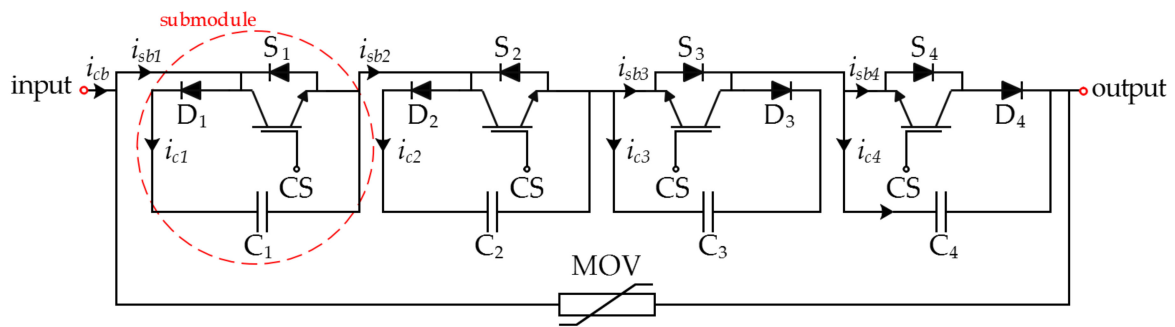 submodule
input
i_cb
i_sb1
S_1
i_sb2
S_2
i_sb3
S_3
i_sb4
S_4
output
D_1
D_2
D_3
D_4
i_c1
i_c2
i_c3
i_c4
CS
CS
CS
CS
C_1
C_2
C_3
C_4
MOV